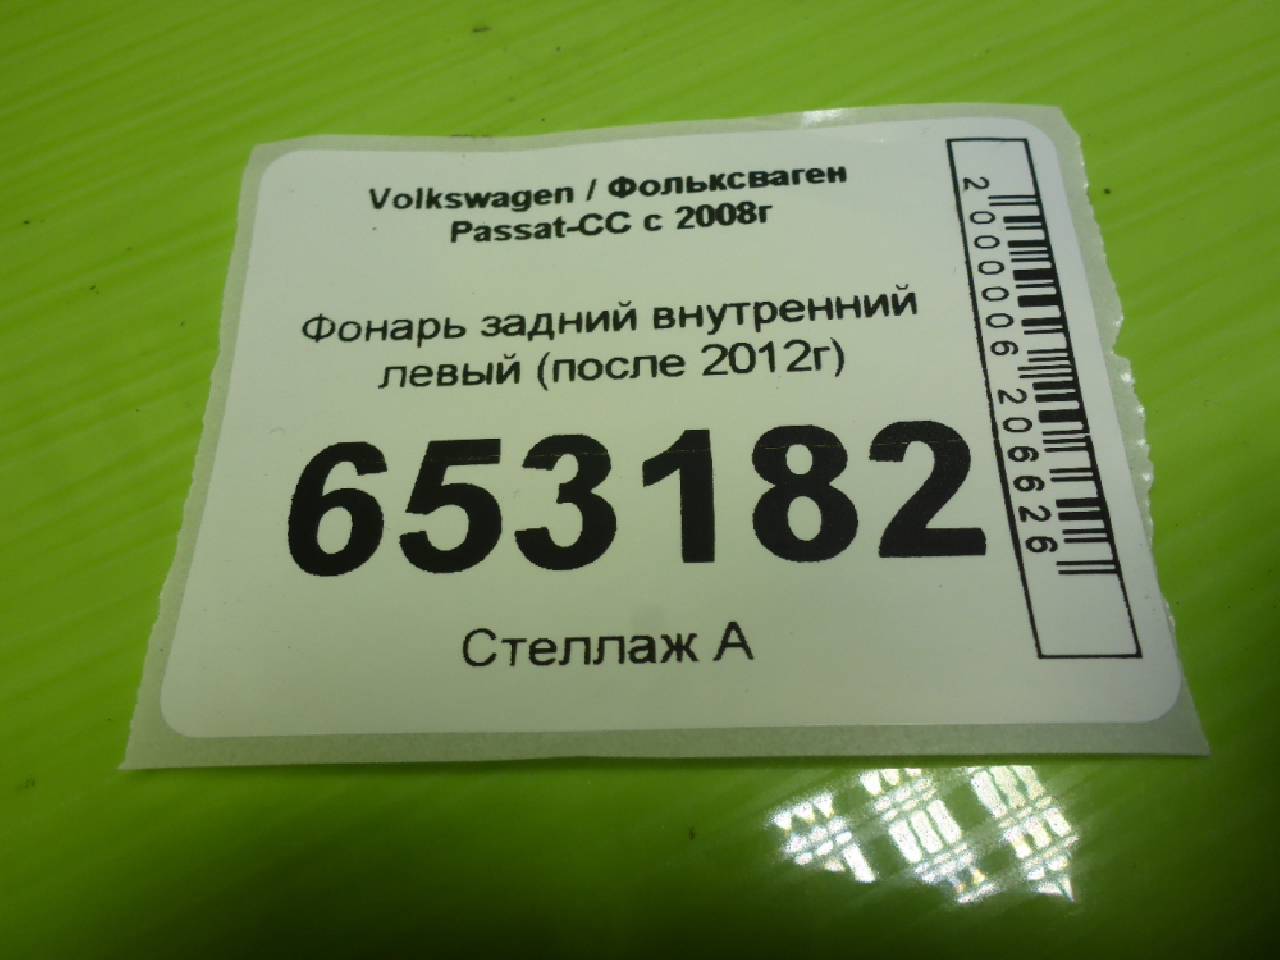 Volkswagen / Фольксваген
Passat-CC с 2008г
Фонарь задний внутренний
левый (после 2012г)
653182
Стеллаж А
2000006206626